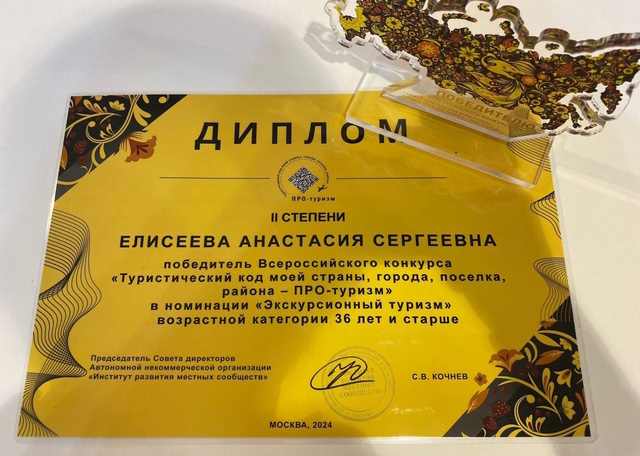 ПОБЕДИТЕЛЬ
ДИПЛОМ
ПРО-туризм
II СТЕПЕНИ
ЕЛИСЕЕВА АНАСТАСИЯ СЕРГЕЕВНА
победитель Всероссийского конкурса
«Туристический код моей страны, города, поселка,
района – ПРО-туризм»
в номинации «Экскурсионный туризм»
возрастной категории 36 лет и старше
Председатель Совета директоров
Автономной некоммерческой организации
«Институт развития местных сообществ»
С.В. КОЧНЕВ
МОСКВА, 2024